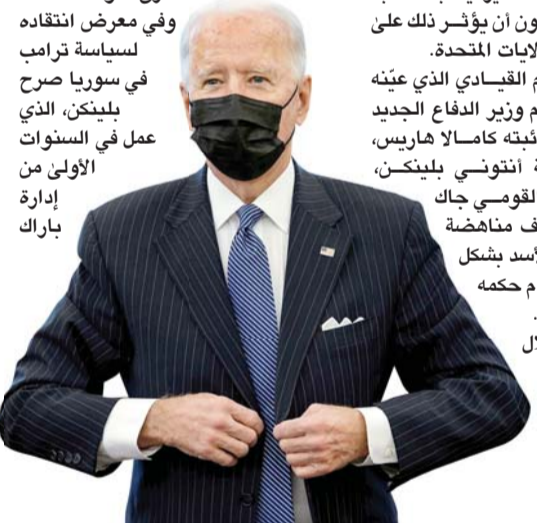 ون أن يؤثر ذلك علىٰ
لايات المتحدة.
م القيادي الذي عيّنه
م وزير الدفاع الجديد
ئبته كامالا هاريس،
ة أنتوني بلينكن،
لقومي جاك
ف مناهضة
أسد بشكل
م حكمه
.
لال
وفي معرض انتقاده
لسياسة ترامب
في سوريا صرح
بلينكن، الذي
عمل في السنوات
الأولىٰ من
إدارة
باراك